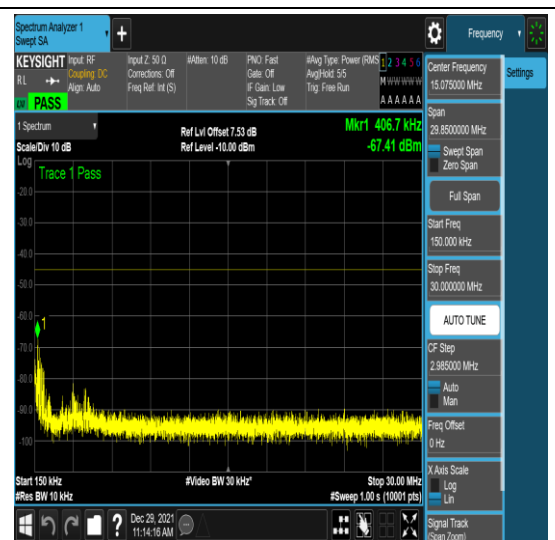 Spectrum Analyzer 1
Swept SA
+
Frequency
KEYSIGHT
RL
PASS
Input: RF
Coupling: DC
Align: Auto
Input Z: 50 Ω
Corrections: Off
Freq Ref: Int (S)
#Atten: 10 dB
PNO: Fast
Gate: Off
IF Gain: Low
Sig Track: Off
#Avg Type: Power (RMS
Avg|Hold: 5/5
Trig: Free Run
1 2 3 4 5 6
M W W W W W
A A A A A A
1 Spectrum
Scale/Div 10 dB
Ref Lvl Offset 7.53 dB
Ref Level -10.00 dBm
Mkr1 406.7 kHz
-67.41 dBm
Log
Trace 1 Pass
-20.0
-30.0
-40.0
-50.0
-60.0
1
-70.0
-80.0
-90.0
-100
Start 150 kHz
#Res BW 10 kHz
#Video BW 30 kHz*
Stop 30.00 MHz
#Sweep 1.00 s (10001 pts)
?
Dec 29, 2021
11:14:16 AM
Center Frequency
15.075000 MHz
Settings
Span
29.8500000 MHz
Swept Span
Zero Span
Full Span
Start Freq
150.000 kHz
Stop Freq
30.000000 MHz
AUTO TUNE
CF Step
2.985000 MHz
Auto
Man
Freq Offset
0 Hz
X Axis Scale
Log
Lin
Signal Track
(Span Zoom)